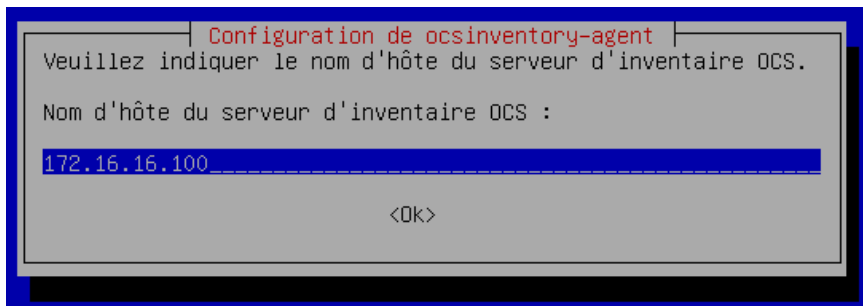 Configuration de ocsinventory-agent
Veuillez indiquer le nom d'hôte du serveur d'inventaire OCS.
Nom d'hôte du serveur d'inventaire OCS :
172.16.16.100
<Ok>